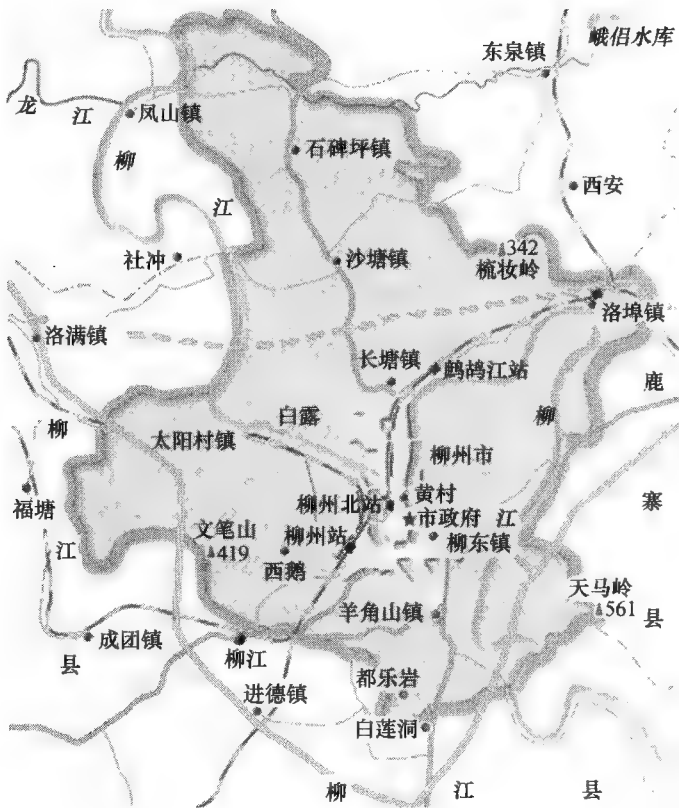 峨侣水库
东泉镇
龙
江
凤山镇
柳
石碑坪镇
江
西安
社冲
沙塘镇
342
梳妆岭
洛满镇
洛埠镇
长塘镇
鹧鸪江站
鹿
柳
白露
柳
太阳村镇
柳州市
福塘
柳州北站
黄村
寨
市政府
江
文笔山
419
柳州站
柳东镇
江
西鹅
天马岭
561
羊角山镇
县
成团镇
柳江
县
都乐岩
进德镇
白莲洞
柳
江
县